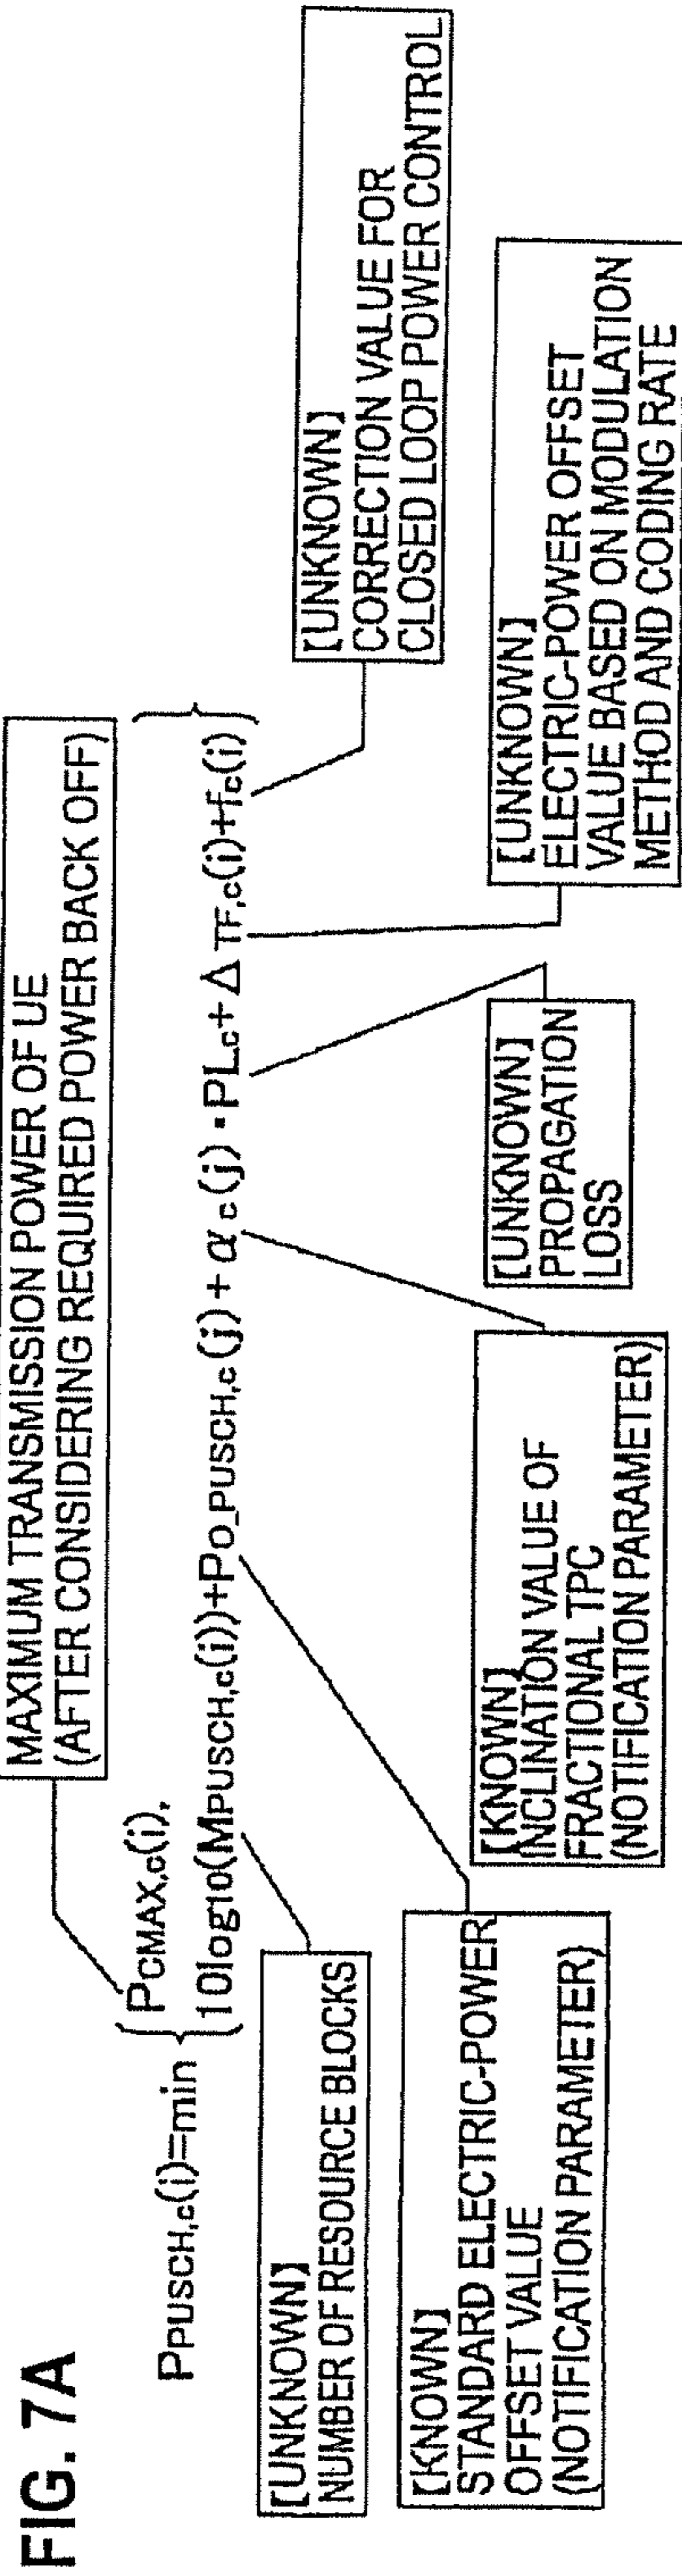 FIG. 7A
MAXIMUM TRANSMISSION POWER OF UE
(AFTER CONSIDERING REQUIRED POWER BACK OFF)
PPUSCH,c(i)=min{PCMAX,c(i),
10log10(MPUSCH,c(i))+PO_PUSCH,c(j)+αc(j)・PLc+ΔTF,c(i)+fc(i)}
[UNKNOWN]
NUMBER OF RESOURCE BLOCKS
[KNOWN]
STANDARD ELECTRIC-POWER
OFFSET VALUE
(NOTIFICATION PARAMETER)
[KNOWN]
INCLINATION VALUE OF
FRACTIONAL TPC
(NOTIFICATION PARAMETER)
[UNKNOWN]
PROPAGATION
LOSS
[UNKNOWN]
ELECTRIC-POWER OFFSET
VALUE BASED ON MODULATION
METHOD AND CODING RATE
[UNKNOWN]
CORRECTION VALUE FOR
CLOSED LOOP POWER CONTROL